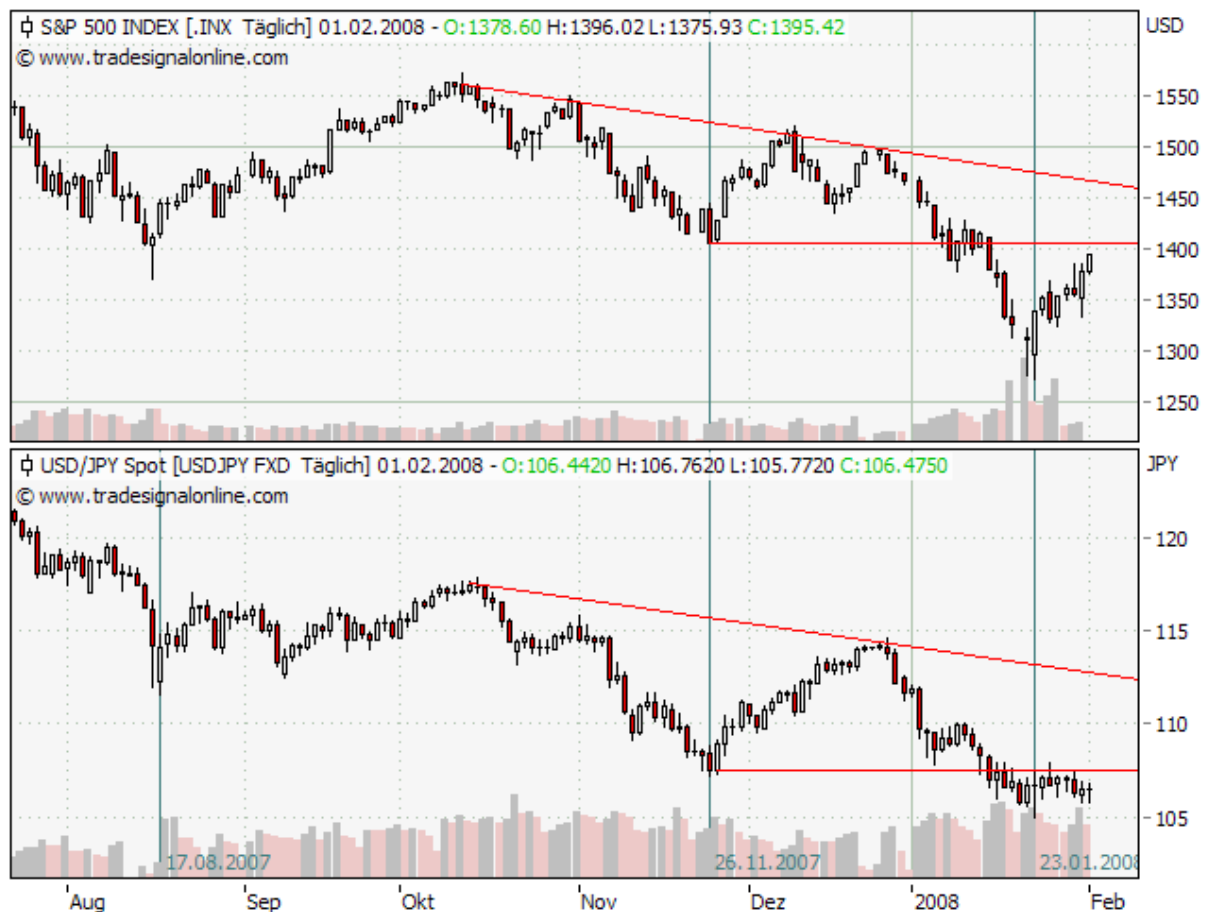 S&P 500 INDEX [.INX Täglich] 01.02.2008 - O:1378.60 H:1396.02 L:1375.93 C:1395.42
USD
© www.tradesignalonline.com
1550
1500
1450
1400
1350
1300
1250
USD/JPY Spot [USDJPY FXD Täglich] 01.02.2008 - O:106.4420 H:106.7620 L:105.7720 C:106.4750
JPY
© www.tradesignalonline.com
120
115
110
105
17.08.2007 26.11.2007 23.01.2008
Aug Sep Okt Nov Dez 2008 Feb